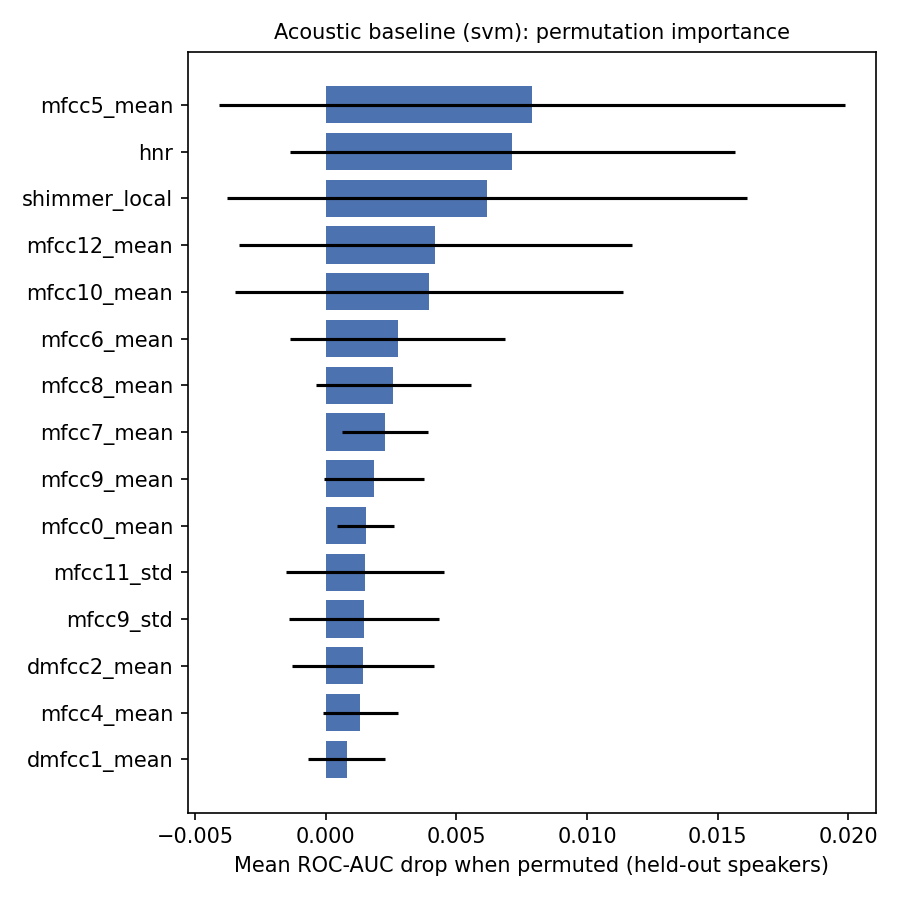 Acoustic baseline (svm): permutation importance
mfcc5_mean
hnr
shimmer_local
mfcc12_mean
mfcc10_mean
mfcc6_mean
mfcc8_mean
mfcc7_mean
mfcc9_mean
mfcc0_mean
mfcc11_std
mfcc9_std
dmfcc2_mean
mfcc4_mean
dmfcc1_mean
−0.005 0.000 0.005 0.010 0.015 0.020
Mean ROC-AUC drop when permuted (held-out speakers)